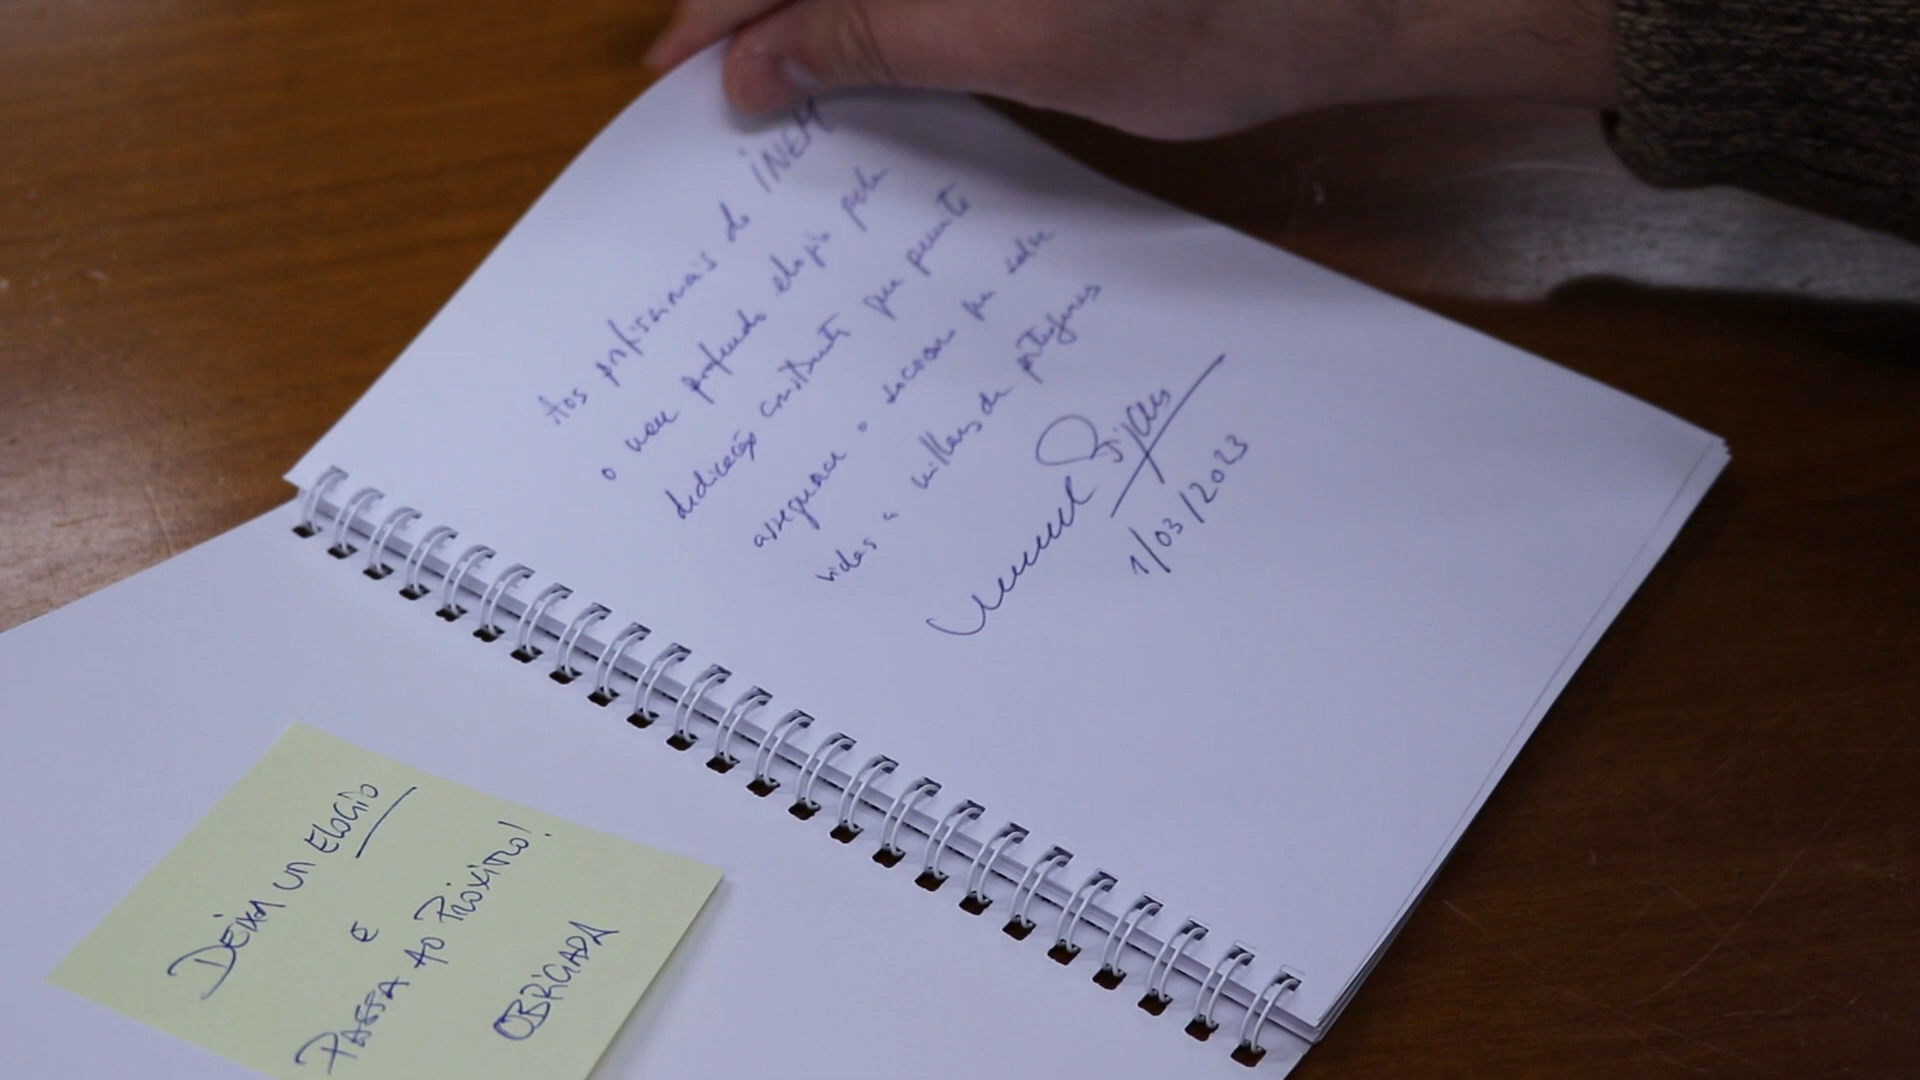 Aos profissionais do INEM
o meu profundo elogio pela
dedicação constante que permite
assegurar o socorro que salva
vidas a milhares de portugueses
1/03/2023
DEIXA UM ELOGIO
E
PASSA AO PRÓXIMO!
OBRIGADA